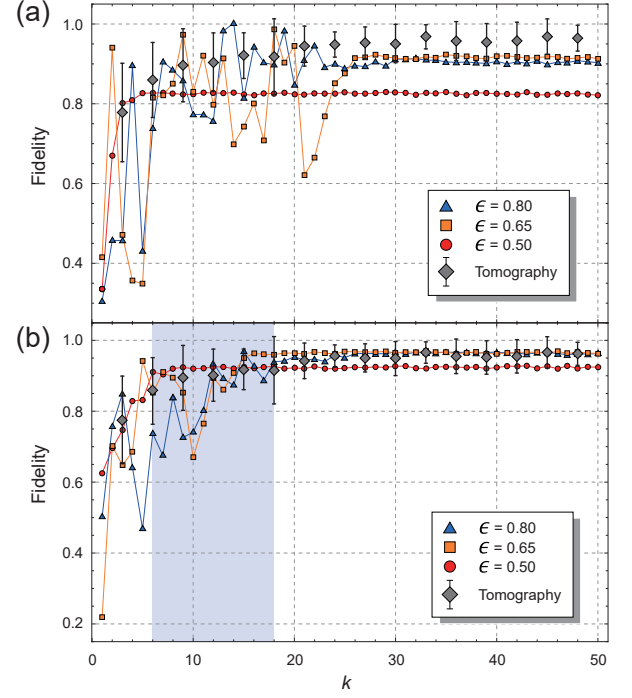 (a)
1.0
0.8
0.6
0.4
Fidelity
ϵ = 0.80
ϵ = 0.65
ϵ = 0.50
Tomography
(b)
1.0
0.8
0.6
0.4
0.2
Fidelity
ϵ = 0.80
ϵ = 0.65
ϵ = 0.50
Tomography
0 10 20 30 40 50
k